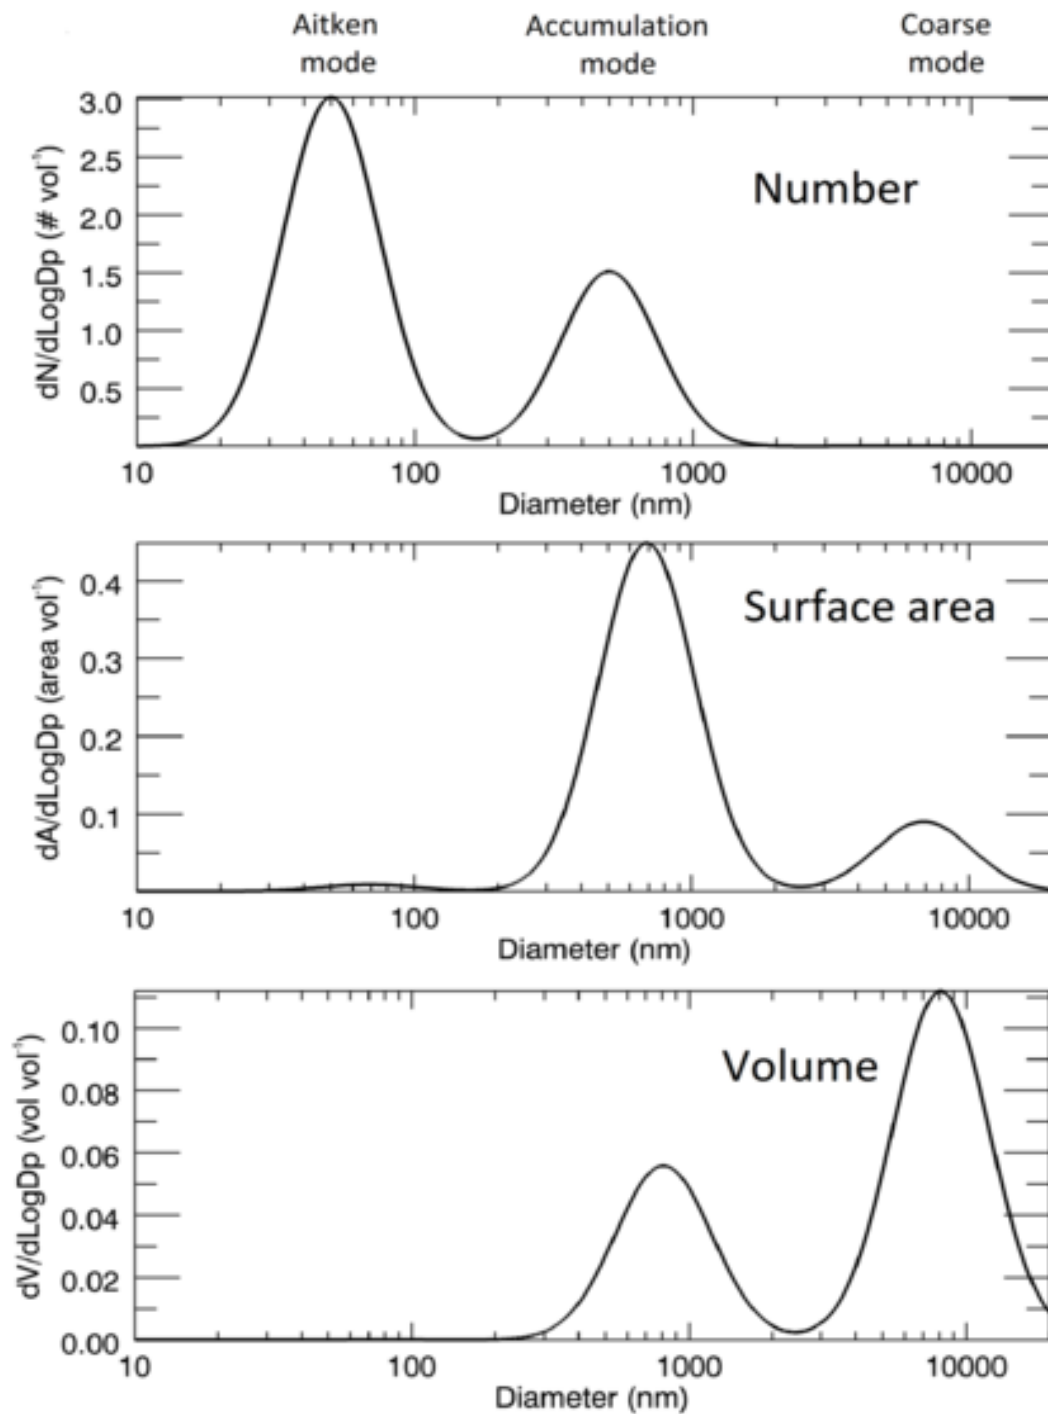 Aitken mode
Accumulation mode
Coarse mode
dN/dLogDp (# vol⁻¹)
3.0
2.5
2.0
1.5
1.0
0.5
Number
10 100 1000 10000
Diameter (nm)
dA/dLogDp (area vol⁻¹)
0.4
0.3
0.2
0.1
Surface area
10 100 1000 10000
Diameter (nm)
dV/dLogDp (vol vol⁻¹)
0.10
0.08
0.06
0.04
0.02
0.00
Volume
10 100 1000 10000
Diameter (nm)